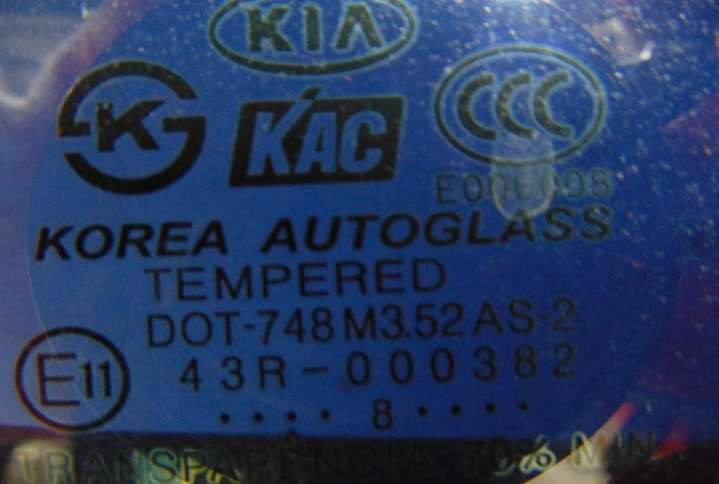 KIA
K
KAC
CCC
E000008
KOREA AUTOGLASS
TEMPERED
DOT-748 M3.52 AS-2
E11
43R-000382
.... 8 ....
TRANSPARÊNCIA 70% MIN.